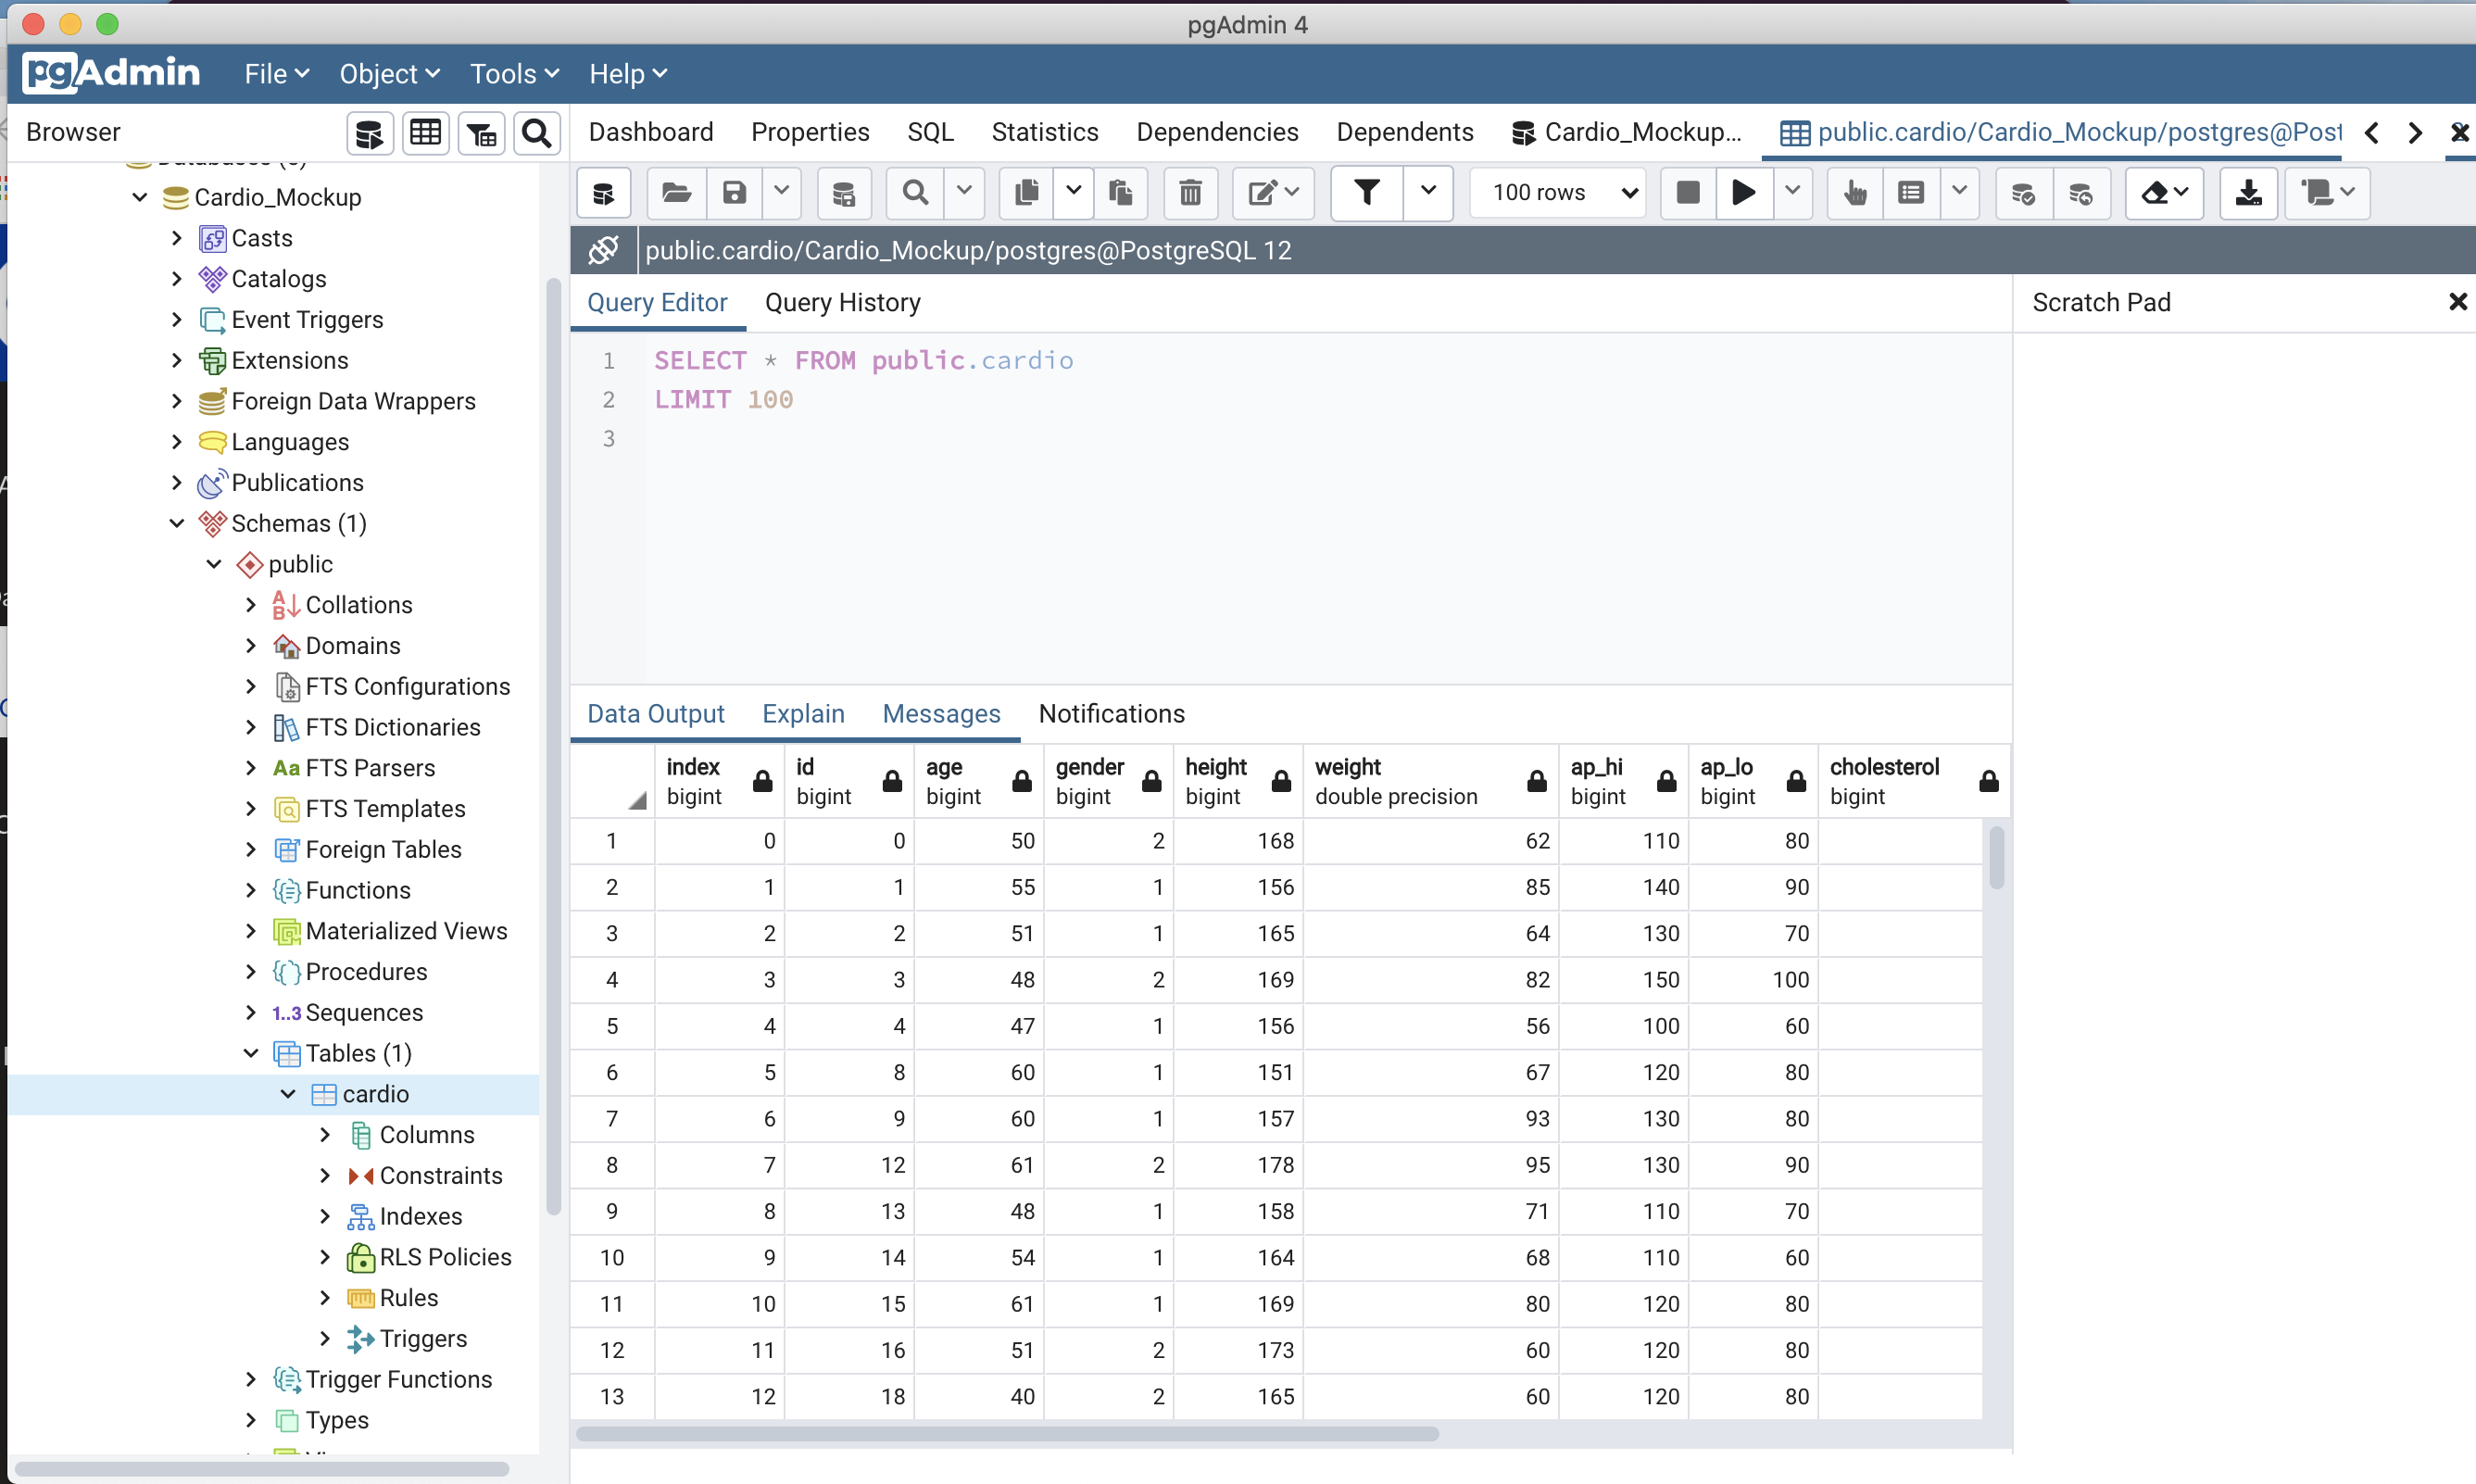 pgAdmin 4
pgAdmin File Object Tools Help
Browser
Dashboard Properties SQL Statistics Dependencies Dependents Cardio_Mockup... public.cardio/Cardio_Mockup/postgres@Post
100 rows
public.cardio/Cardio_Mockup/postgres@PostgreSQL 12
Cardio_Mockup
Casts
Catalogs
Event Triggers
Extensions
Foreign Data Wrappers
Languages
Publications
Schemas (1)
public
Collations
Domains
FTS Configurations
FTS Dictionaries
Aa FTS Parsers
FTS Templates
Foreign Tables
Functions
Materialized Views
Procedures
1..3 Sequences
Tables (1)
cardio
Columns
Constraints
Indexes
RLS Policies
Rules
Triggers
Trigger Functions
Types
Query Editor Query History
Scratch Pad
1 SELECT * FROM public.cardio
2 LIMIT 100
3
Data Output Explain Messages Notifications
index id age gender height weight ap_hi ap_lo cholesterol
bigint bigint bigint bigint bigint double precision bigint bigint bigint
1 0 0 50 2 168 62 110 80
2 1 1 55 1 156 85 140 90
3 2 2 51 1 165 64 130 70
4 3 3 48 2 169 82 150 100
5 4 4 47 1 156 56 100 60
6 5 8 60 1 151 67 120 80
7 6 9 60 1 157 93 130 80
8 7 12 61 2 178 95 130 90
9 8 13 48 1 158 71 110 70
10 9 14 54 1 164 68 110 60
11 10 15 61 1 169 80 120 80
12 11 16 51 2 173 60 120 80
13 12 18 40 2 165 60 120 80